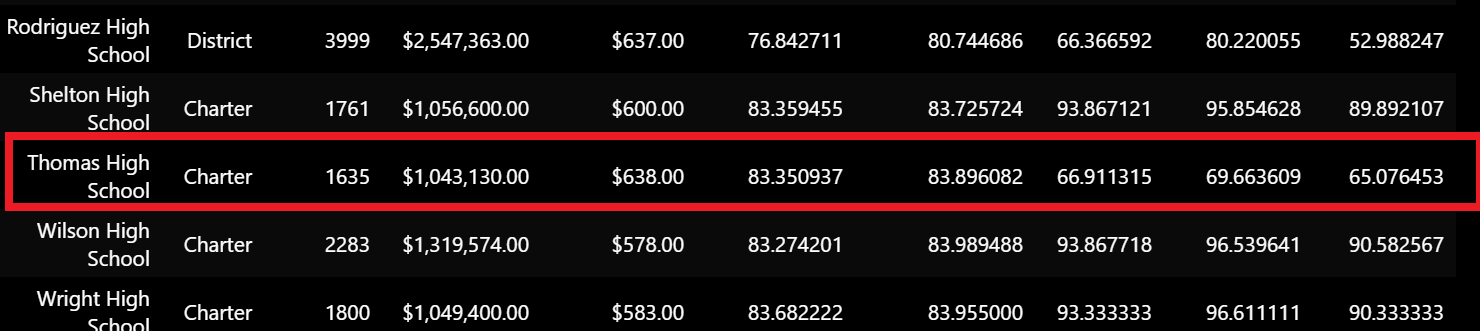 Rodriguez High School District 3999 $2,547,363.00 $637.00 76.842711 80.744686 66.366592 80.220055 52.988247
Shelton High School Charter 1761 $1,056,600.00 $600.00 83.359455 83.725724 93.867121 95.854628 89.892107
Thomas High School Charter 1635 $1,043,130.00 $638.00 83.350937 83.896082 66.911315 69.663609 65.076453
Wilson High School Charter 2283 $1,319,574.00 $578.00 83.274201 83.989488 93.867718 96.539641 90.582567
Wright High School Charter 1800 $1,049,400.00 $583.00 83.682222 83.955000 93.333333 96.611111 90.333333